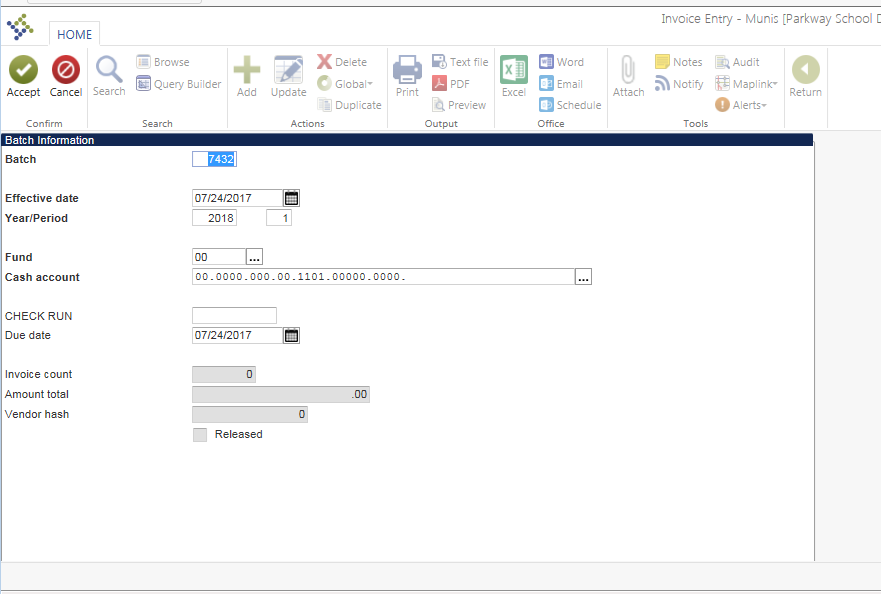 Invoice Entry - Munis [Parkway School D
HOME
Accept
Cancel
Confirm
Search
Browse
Query Builder
Search
Add
Update
Delete
Global
Duplicate
Actions
Print
Text file
PDF
Preview
Output
Excel
Word
Email
Schedule
Office
Attach
Notes
Notify
Audit
Maplink
Alerts
Tools
Return
Batch Information
Batch 7432
Effective date 07/24/2017
Year/Period 2018 1
Fund 00 ...
Cash account 00.0000.000.00.1101.00000.0000. ...
CHECK RUN
Due date 07/24/2017
Invoice count 0
Amount total .00
Vendor hash 0
Released